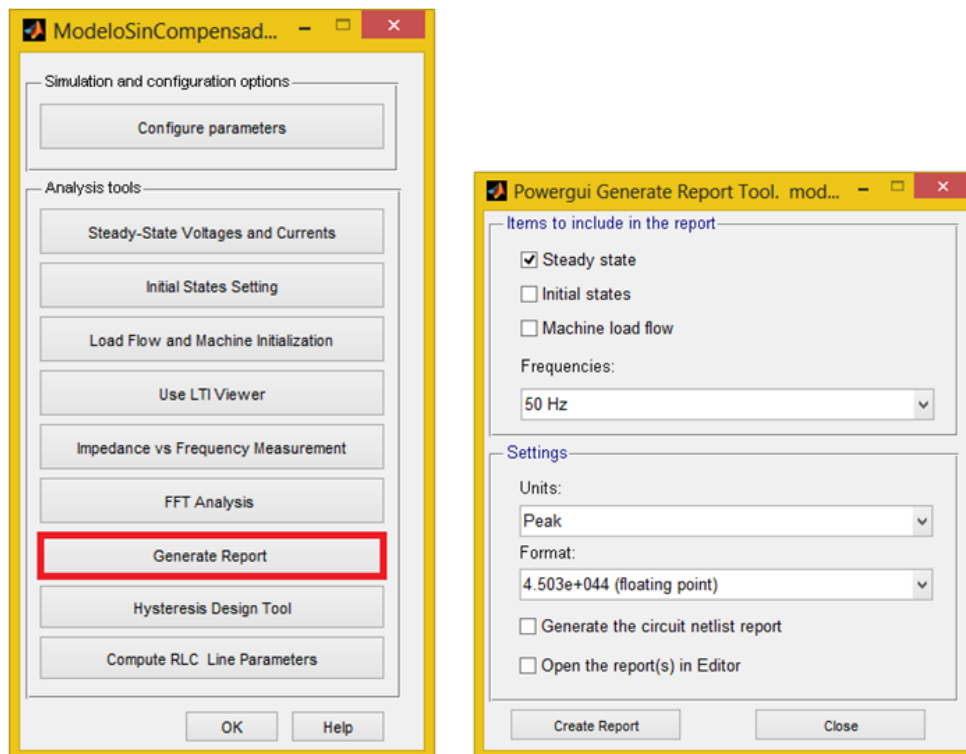 ModeloSinCompensad...
Simulation and configuration options
Configure parameters
Analysis tools
Steady-State Voltages and Currents
Initial States Setting
Load Flow and Machine Initialization
Use LTI Viewer
Impedance vs Frequency Measurement
FFT Analysis
Generate Report
Hysteresis Design Tool
Compute RLC Line Parameters
OK
Help
Powergui Generate Report Tool. mod...
Items to include in the report
Steady state
Initial states
Machine load flow
Frequencies:
50 Hz
Settings
Units:
Peak
Format:
4.503e+044 (floating point)
Generate the circuit netlist report
Open the report(s) in Editor
Create Report
Close